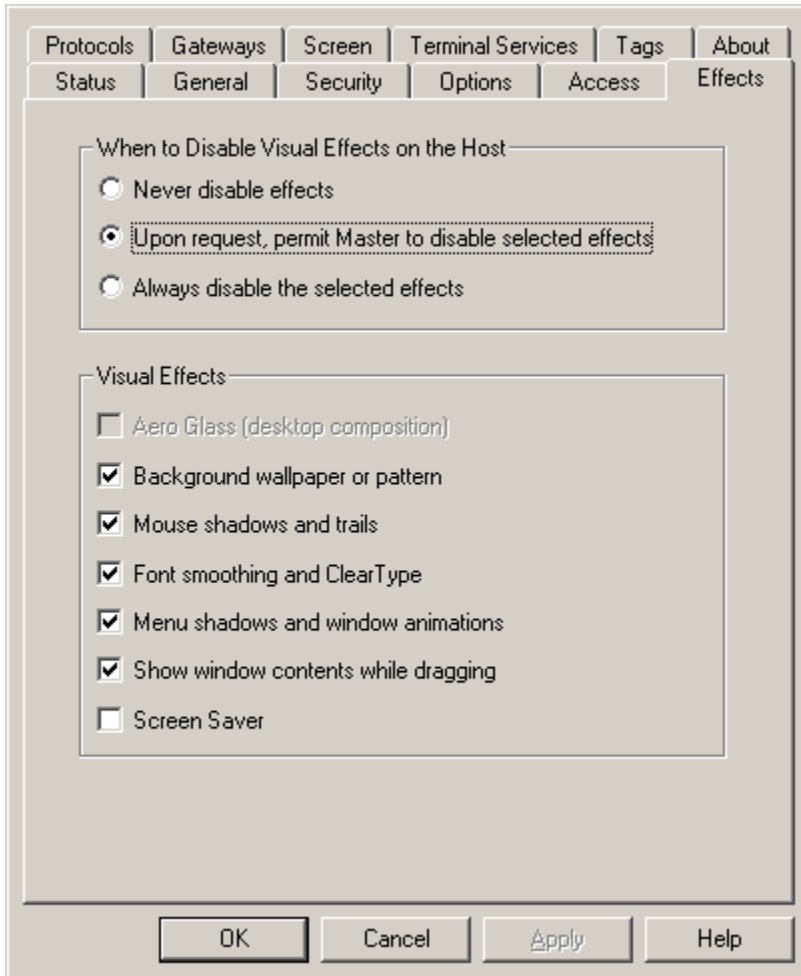 Protocols Gateways Screen Terminal Services Tags About
Status General Security Options Access Effects
When to Disable Visual Effects on the Host
Never disable effects
Upon request, permit Master to disable selected effects
Always disable the selected effects
Visual Effects
Aero Glass (desktop composition)
Background wallpaper or pattern
Mouse shadows and trails
Font smoothing and ClearType
Menu shadows and window animations
Show window contents while dragging
Screen Saver
OK Cancel Apply Help